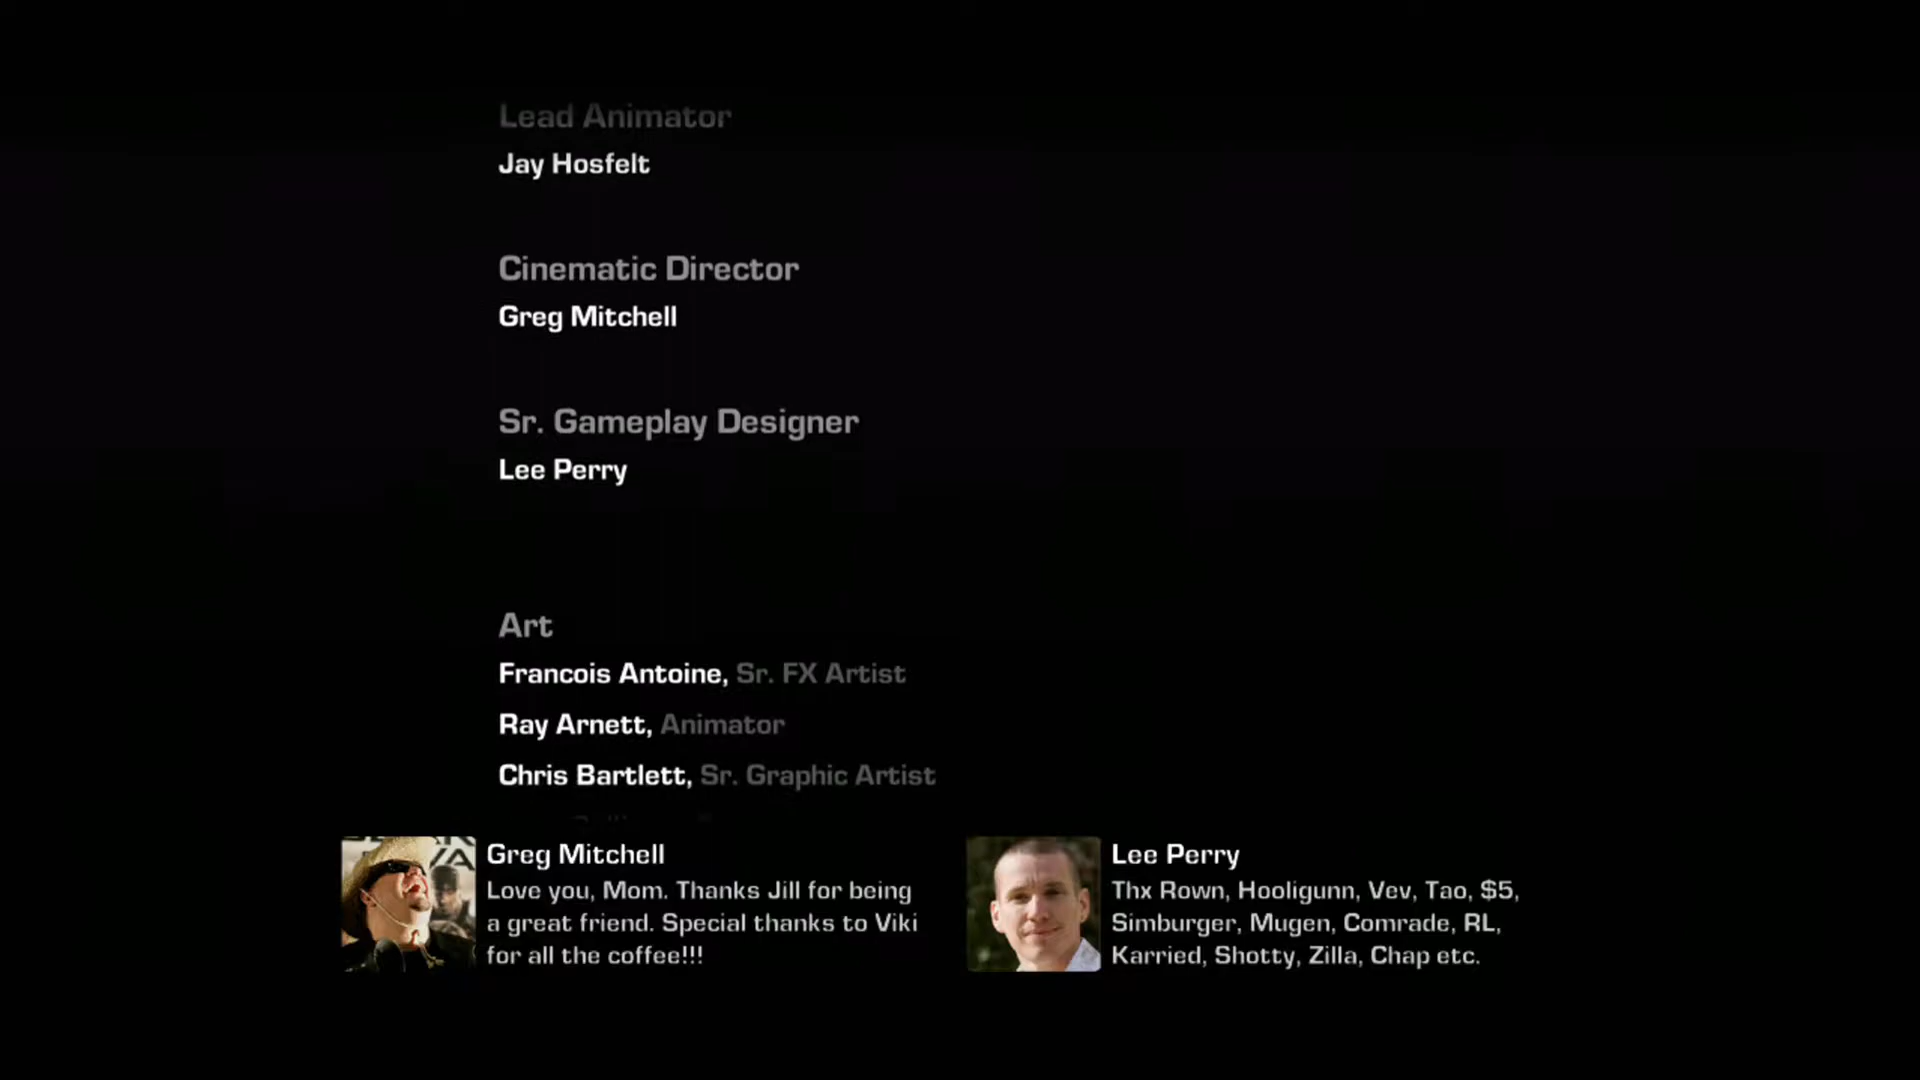 Lead Animator
Jay Hosfelt
Cinematic Director
Greg Mitchell
Sr. Gameplay Designer
Lee Perry
Art
Francois Antoine, Sr. FX Artist
Ray Arnett, Animator
Chris Bartlett, Sr. Graphic Artist
Greg Mitchell
Love you, Mom. Thanks Jill for being
a great friend. Special thanks to Viki
for all the coffee!!!
Lee Perry
Thx Rown, Hooligunn, Vev, Tao, $5,
Simburger, Mugen, Comrade, RL,
Karried, Shotty, Zilla, Chap etc.